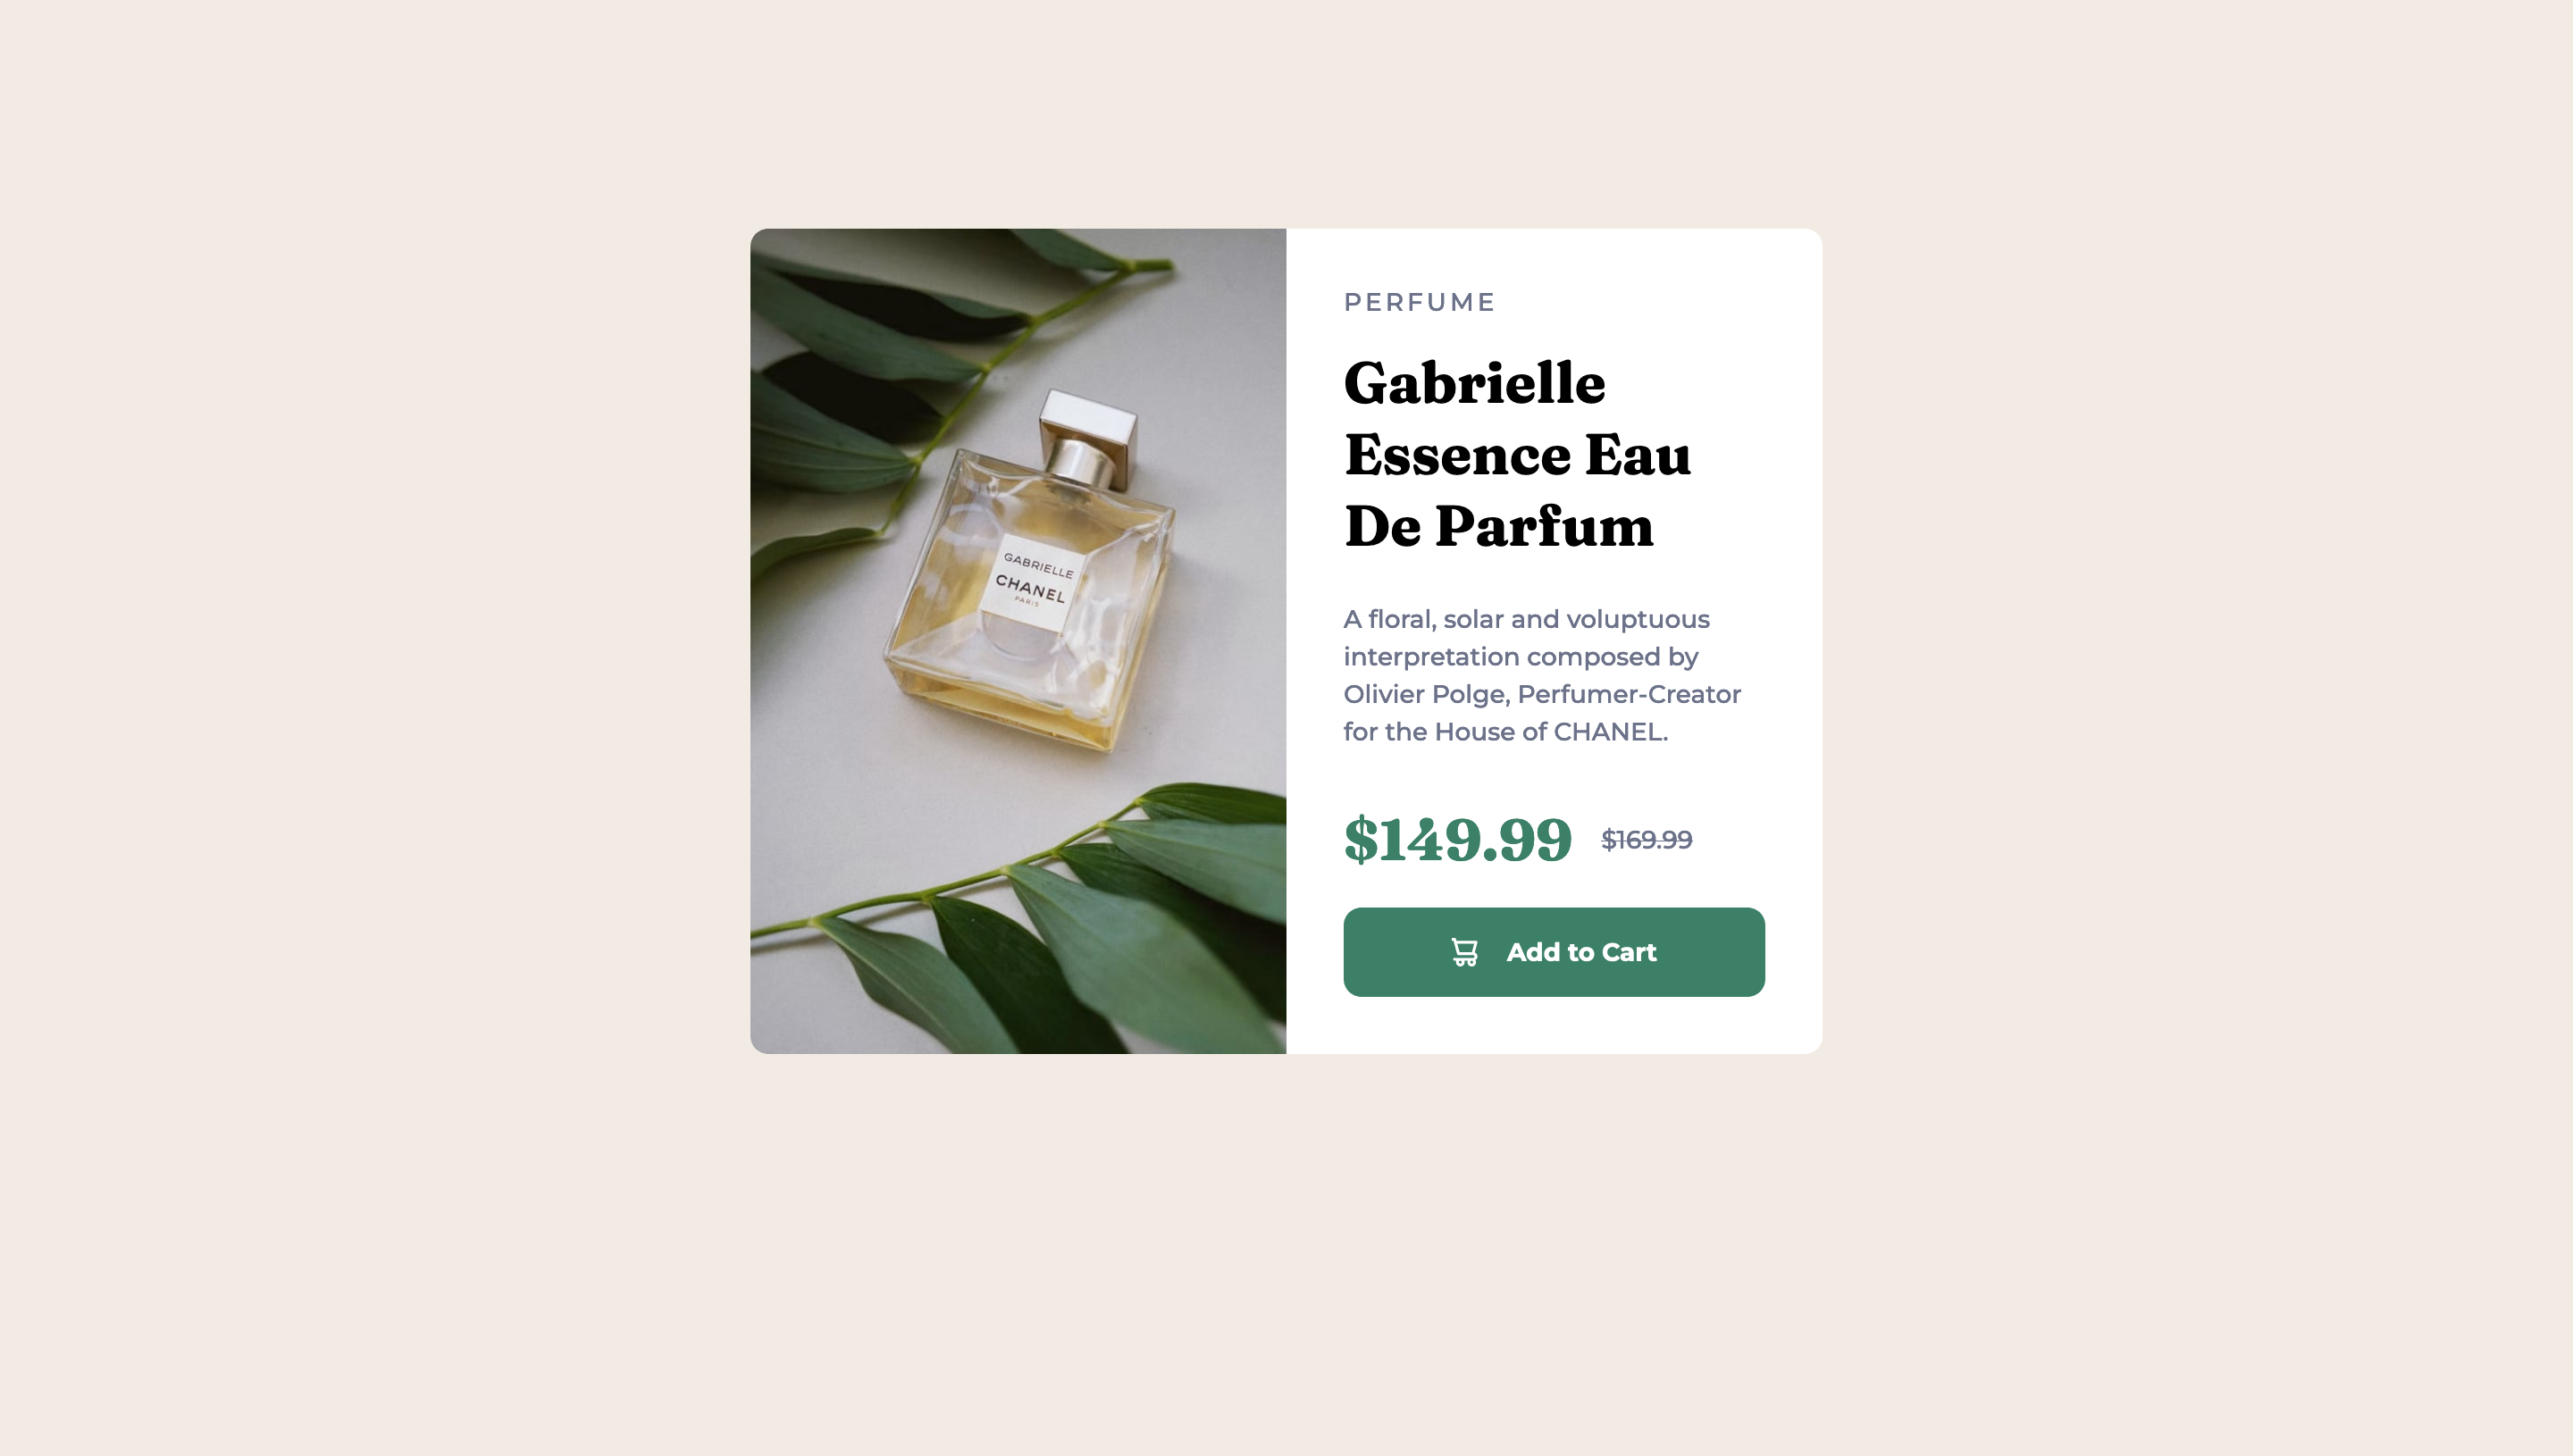 GABRIELLE
CHANEL
PARIS
PERFUME
Gabrielle
Essence Eau
De Parfum
A floral, solar and voluptuous
interpretation composed by
Olivier Polge, Perfumer-Creator
for the House of CHANEL.
$149.99 $169.99
Add to Cart